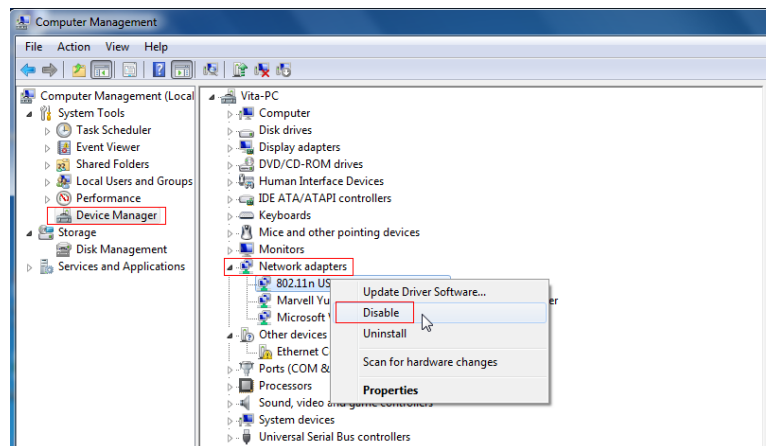 Computer Management
File Action View Help
Computer Management (Local
System Tools
Task Scheduler
Event Viewer
Shared Folders
Local Users and Groups
Performance
Device Manager
Storage
Disk Management
Services and Applications
Vita-PC
Computer
Disk drives
Display adapters
DVD/CD-ROM drives
Human Interface Devices
IDE ATA/ATAPI controllers
Keyboards
Mice and other pointing devices
Monitors
Network adapters
802.11n US
Marvell Yu
er
Microsoft
Other devices
Ethernet C
Ports (COM &
Processors
Sound, video and game controllers
System devices
Universal Serial Bus controllers
Update Driver Software...
Disable
Uninstall
Scan for hardware changes
Properties